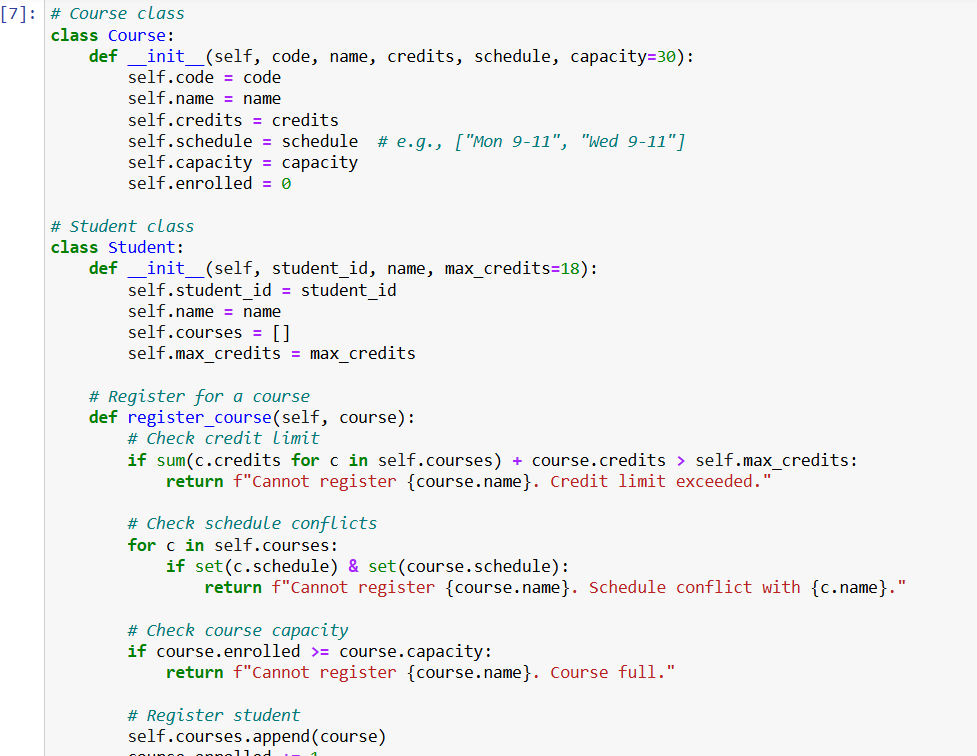 [7]: # Course class
class Course:
    def __init__(self, code, name, credits, schedule, capacity=30):
        self.code = code
        self.name = name
        self.credits = credits
        self.schedule = schedule  # e.g., ["Mon 9-11", "Wed 9-11"]
        self.capacity = capacity
        self.enrolled = 0

# Student class
class Student:
    def __init__(self, student_id, name, max_credits=18):
        self.student_id = student_id
        self.name = name
        self.courses = []
        self.max_credits = max_credits

    # Register for a course
    def register_course(self, course):
        # Check credit limit
        if sum(c.credits for c in self.courses) + course.credits > self.max_credits:
            return f"Cannot register {course.name}. Credit limit exceeded."

        # Check schedule conflicts
        for c in self.courses:
            if set(c.schedule) & set(course.schedule):
                return f"Cannot register {course.name}. Schedule conflict with {c.name}."

        # Check course capacity
        if course.enrolled >= course.capacity:
            return f"Cannot register {course.name}. Course full."

        # Register student
        self.courses.append(course)
        course.enrolled += 1